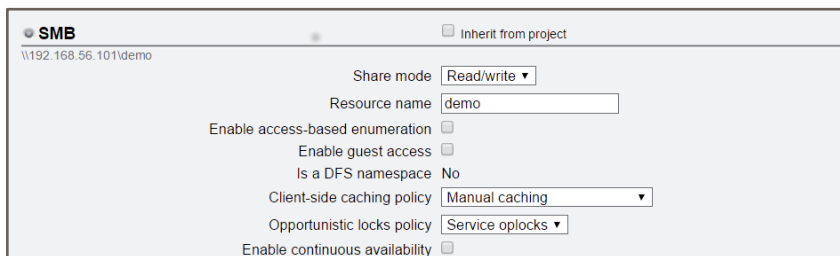 SMB Inherit from project
\\192.168.56.101\demo
Share mode Read/write
Resource name demo
Enable access-based enumeration
Enable guest access
Is a DFS namespace No
Client-side caching policy Manual caching
Opportunistic locks policy Service oplocks
Enable continuous availability